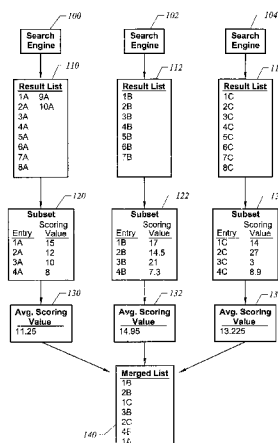 100
102
104
Search
Engine
Search
Engine
Search
Engine
110
112
11
Result List
1A 9A
2A 10A
3A
4A
5A
6A
7A
8A
Result List
1B
2B
3B
4B
5B
6B
7B
Result List
1C
2C
3C
4C
5C
6C
7C
8C
120
122
12
Subset
Scoring
Entry Value
1A 15
2A 12
3A 10
4A 8
Subset
Scoring
Entry Value
1B 17
2B 14.5
3B 21
4B 7.3
Subset
Scoring
Entry Value
1C 14
2C 27
3C 3
4C 8.9
130
132
13
Avg. Scoring
Value
11.25
Avg. Scoring
Value
14.95
Avg. Scoring
Value
13.225
140
Merged List
1B
2B
1C
3B
2C
4B
1A